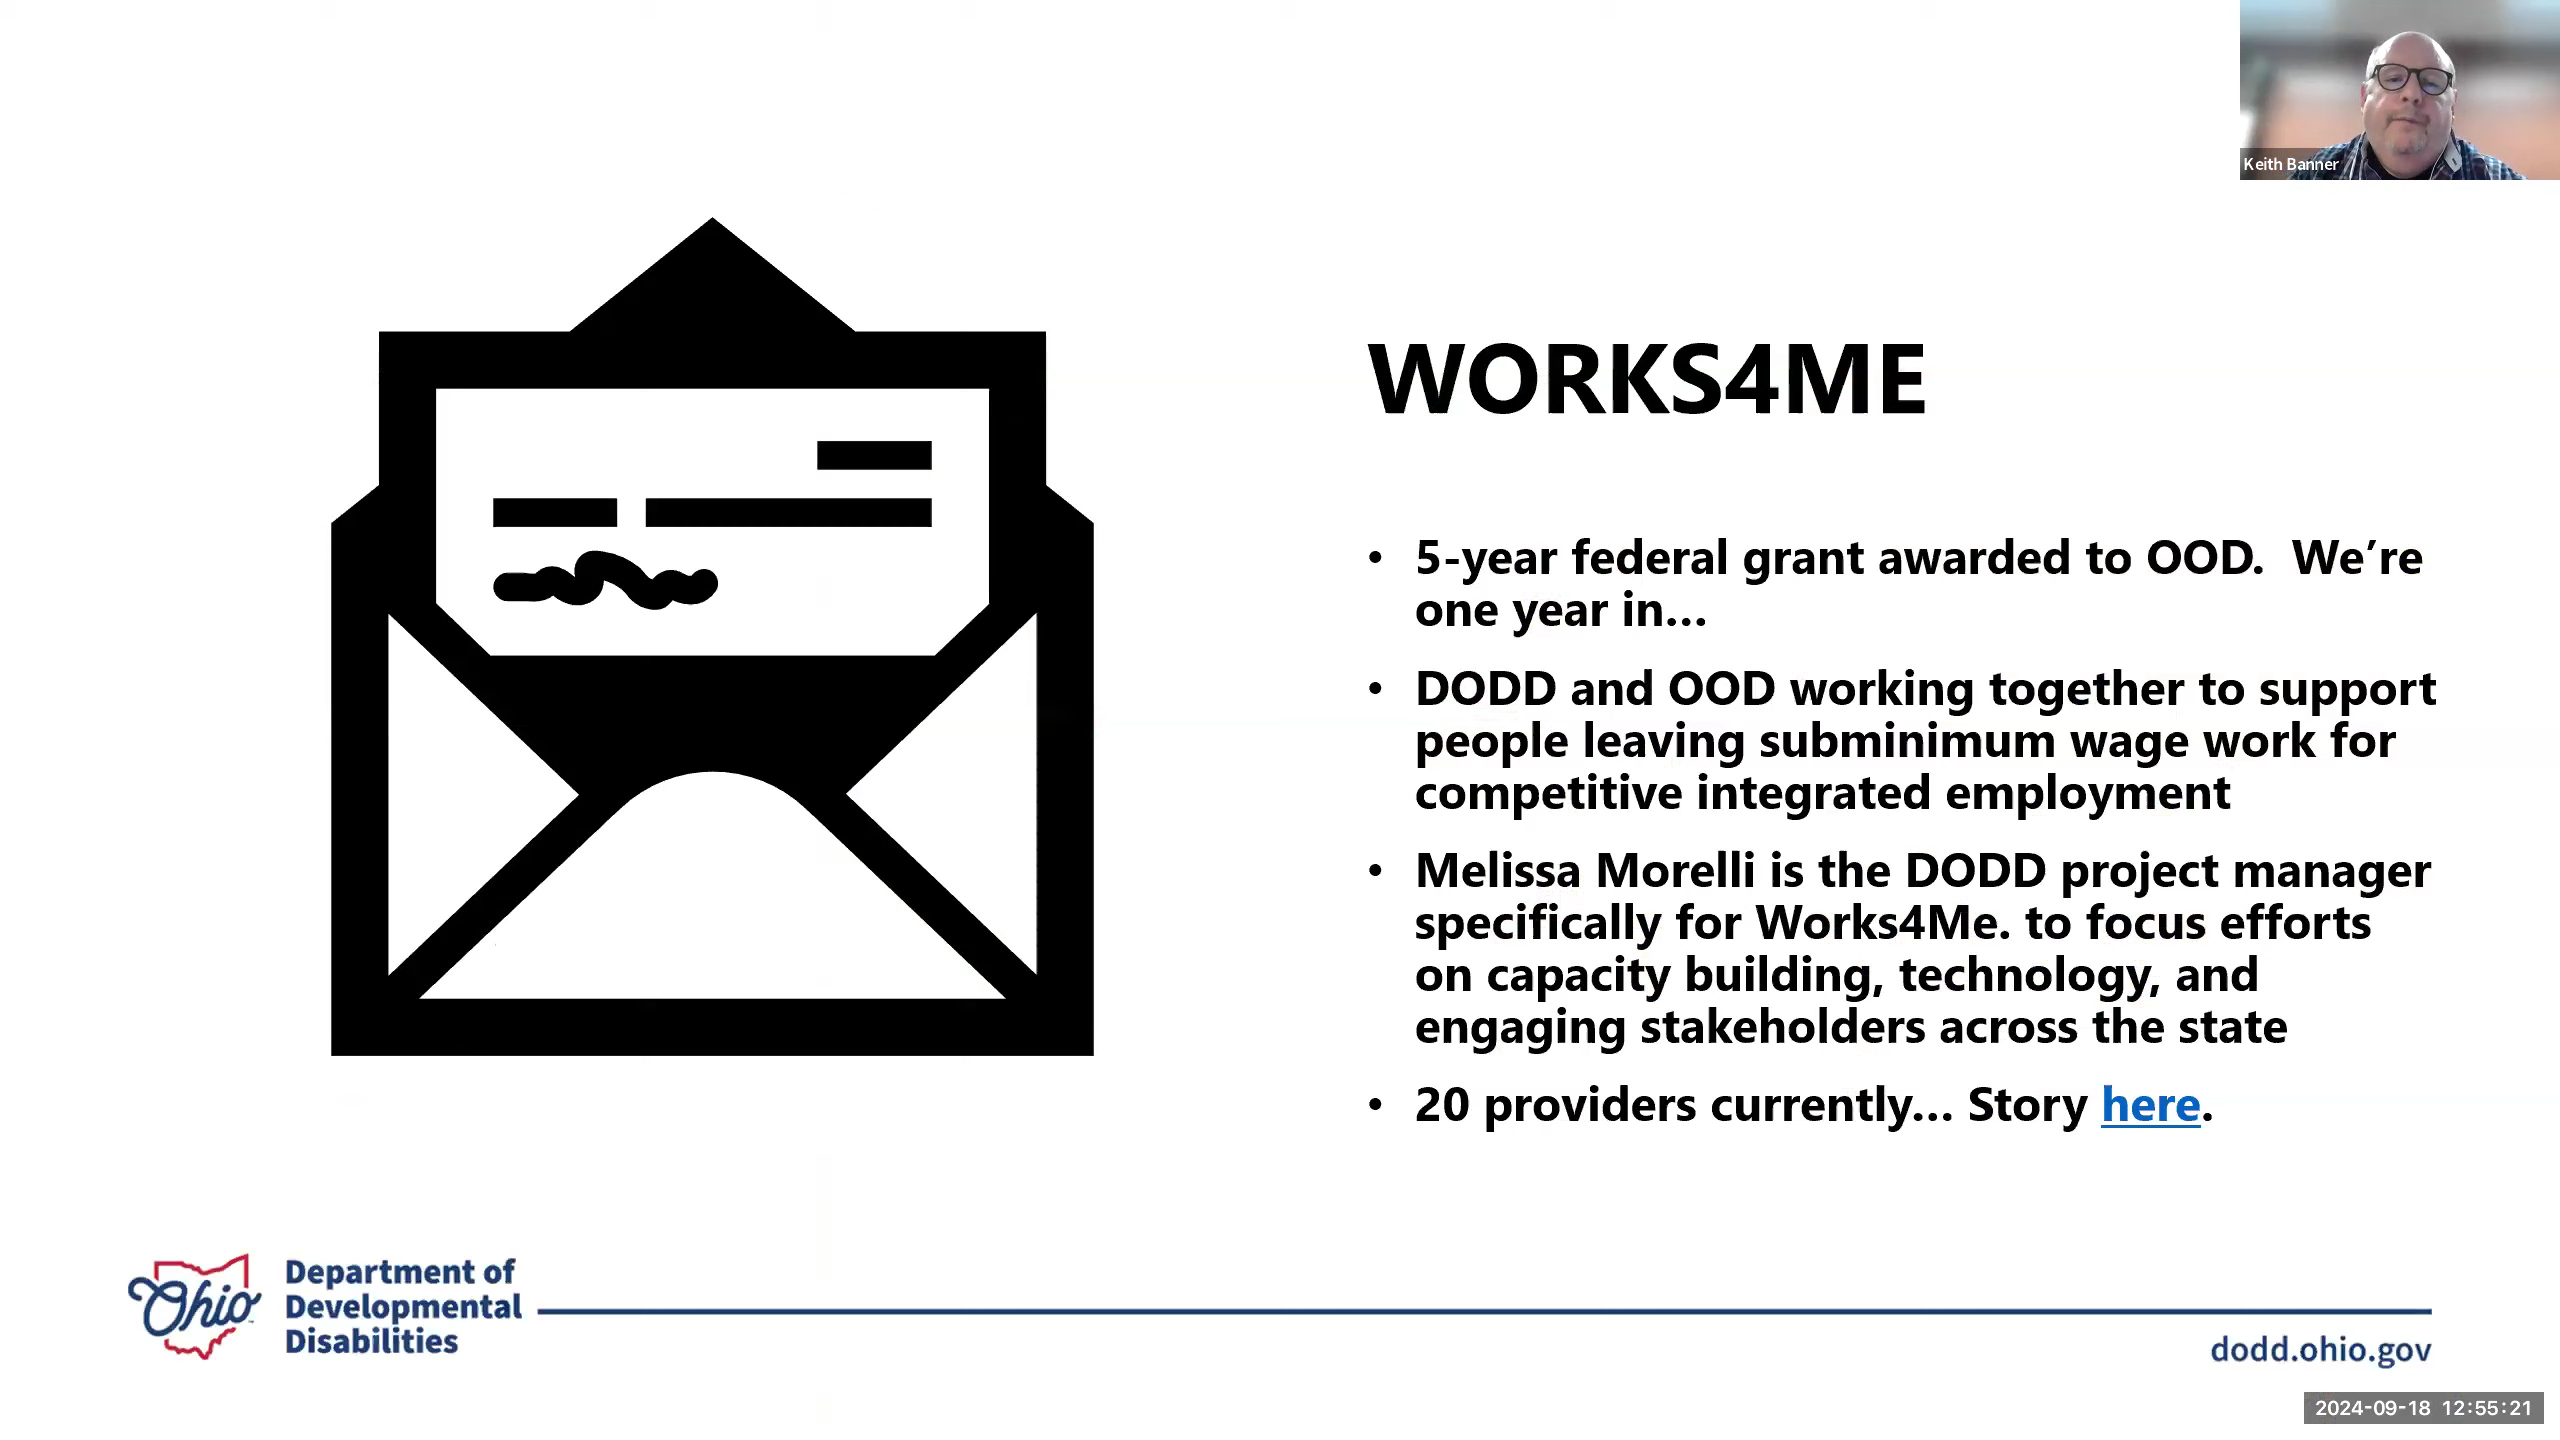 Keith Banner
WORKS4ME
• 5-year federal grant awarded to OOD.  We’re
one year in...
• DODD and OOD working together to support
people leaving subminimum wage work for
competitive integrated employment
• Melissa Morelli is the DODD project manager
specifically for Works4Me. to focus efforts
on capacity building, technology, and
engaging stakeholders across the state
• 20 providers currently... Story here.
Ohio
Department of
Developmental
Disabilities
dodd.ohio.gov
2024-09-18 12:55:21